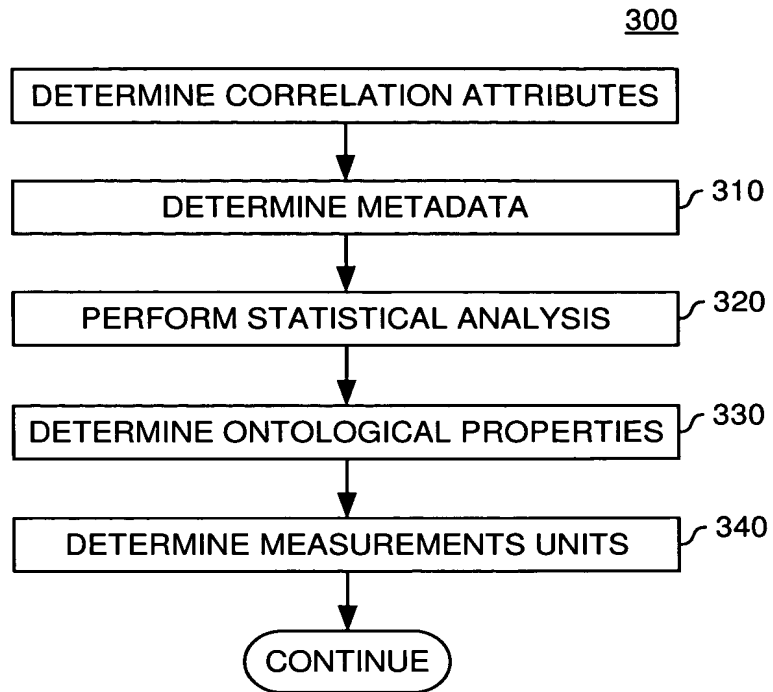 300
DETERMINE CORRELATION ATTRIBUTES
DETERMINE METADATA
310
PERFORM STATISTICAL ANALYSIS
320
DETERMINE ONTOLOGICAL PROPERTIES
330
DETERMINE MEASUREMENTS UNITS
340
CONTINUE